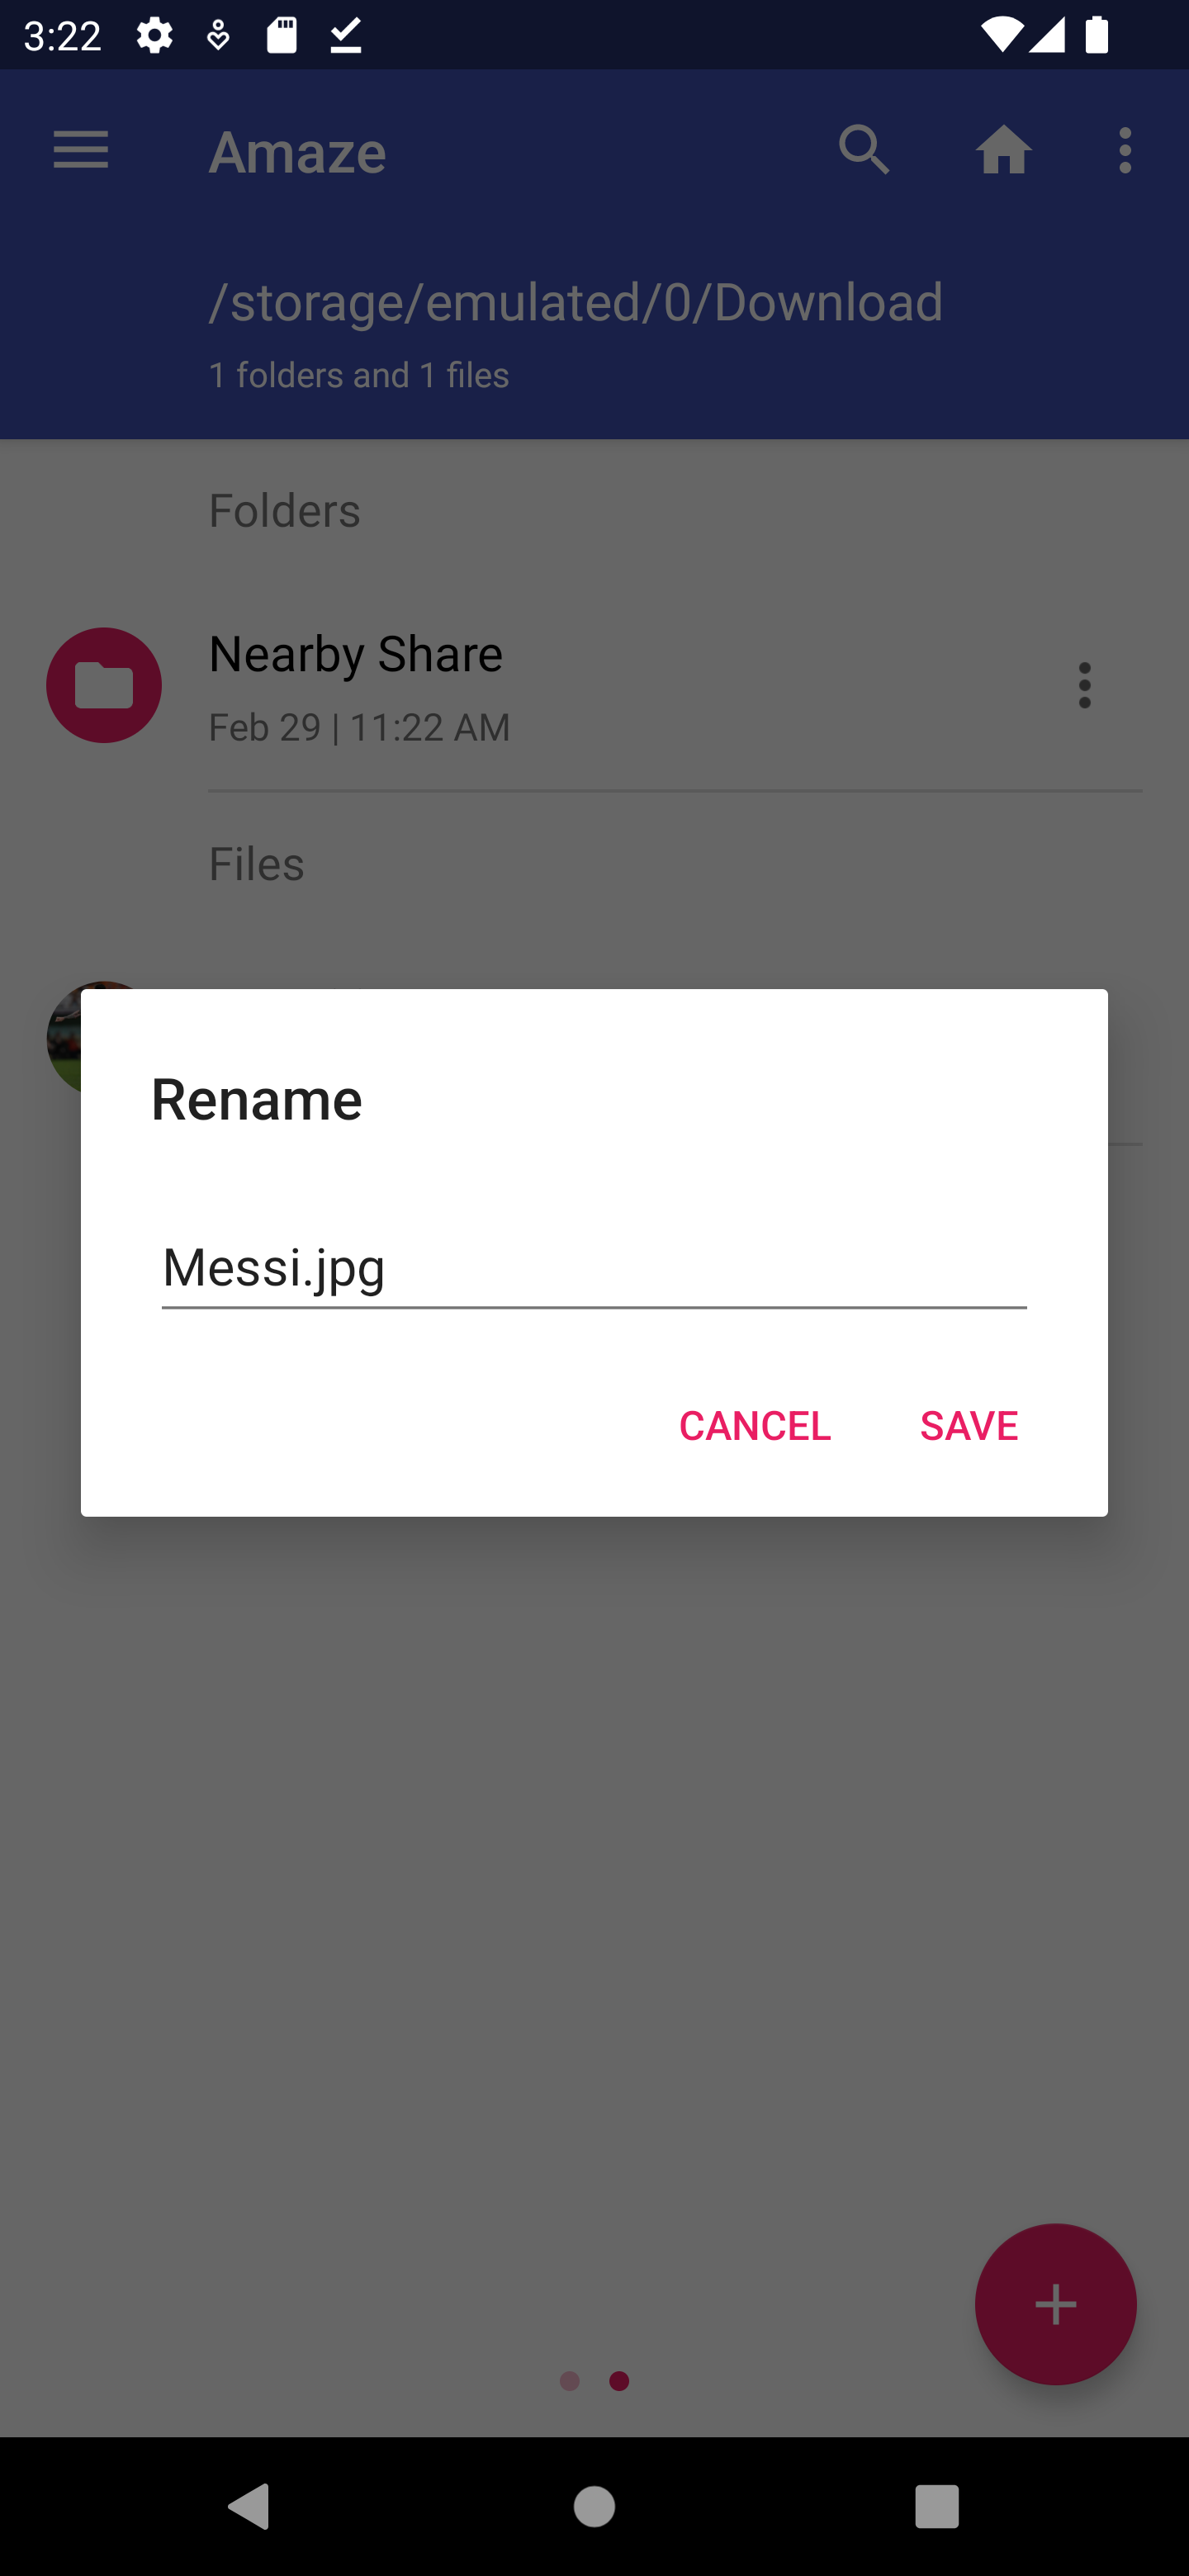 3:22
Amaze
/storage/emulated/0/Download
1 folders and 1 files
Folders
Nearby Share
Feb 29 | 11:22 AM
Files
Rename
Messi.jpg
CANCEL
SAVE